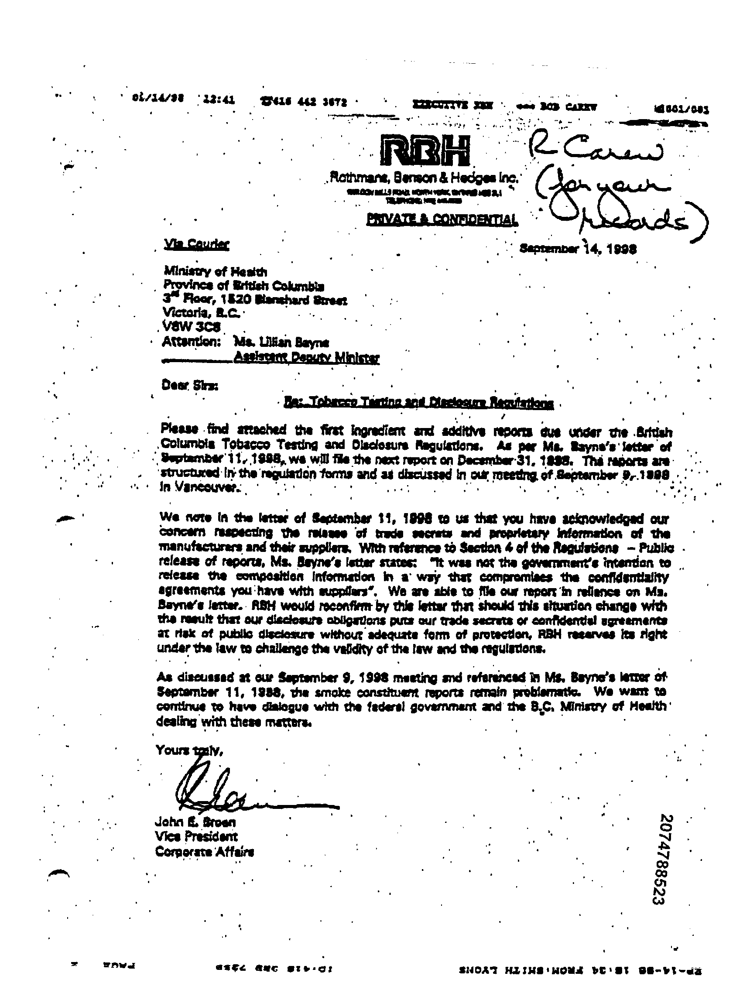 12:41 416 442 3672 EXECUTIVE BOB CAREW 001/003
RBH
R Carew
Rothmans, Benson & Hedges Inc.
(for your
records)
PRIVATE & CONFIDENTIAL
Via Courier
September 14, 1998
Ministry of Health
Province of British Columbia
3rd Floor, 1520 Blanshard Street
Victoria, B.C.
V8W 3C8
Attention: Ms. Lillian Bayne
Assistant Deputy Minister
Dear Sirs:
Re: Tobacco Testing and Disclosure Regulations
Please find attached the first ingredient and additive reports due under the British
Columbia Tobacco Testing and Disclosure Regulations. As per Ms. Bayne's letter of
September 11, 1998, we will file the next report on December 31, 1998. The reports are
structured in the regulation forms and as discussed in our meeting of September 9, 1998
in Vancouver.
We note in the letter of September 11, 1998 to us that you have acknowledged our
concern respecting the release of trade secrets and proprietary information of the
manufacturers and their suppliers. With reference to Section 4 of the Regulations – Public
release of reports, Ms. Bayne's letter states: "It was not the government's intention to
release the composition information in a way that compromises the confidentiality
agreements you have with suppliers". We are able to file our report in reliance on Ms.
Bayne's letter. RBH would reconfirm by this letter that should this situation change with
the result that our disclosure obligations puts our trade secrets or confidential agreements
at risk of public disclosure without adequate form of protection, RBH reserves its right
under the law to challenge the validity of the law and the regulations.
As discussed at our September 9, 1998 meeting and referenced in Ms. Bayne's letter of
September 11, 1998, the smoke constituent reports remain problematic. We want to
continue to have dialogue with the federal government and the B.C. Ministry of Health
dealing with these matters.
Yours truly,
John E. Broen
Vice President
Corporate Affairs
2074788523
FROM:SMITH LYONS
PAGE